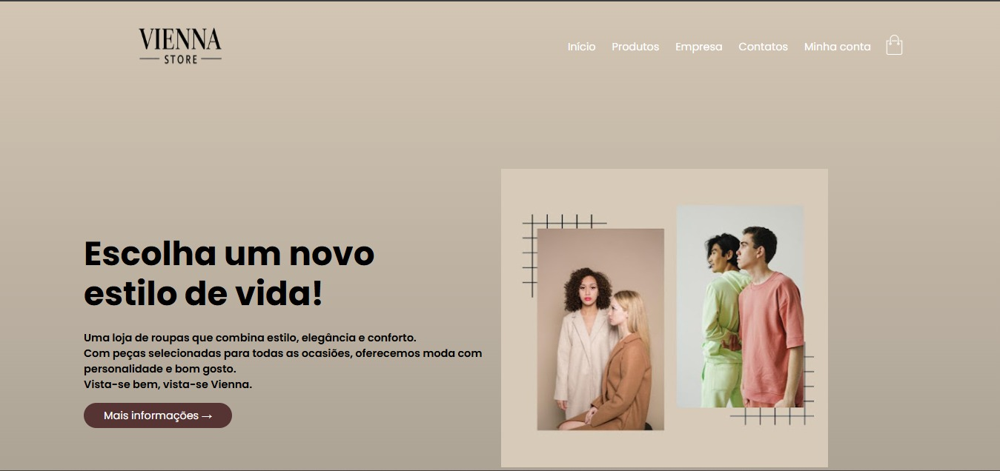 VIENNA
STORE
Início Produtos Empresa Contatos Minha conta
Escolha um novo
estilo de vida!
Uma loja de roupas que combina estilo, elegância e conforto.
Com peças selecionadas para todas as ocasiões, oferecemos moda com
personalidade e bom gosto.
Vista-se bem, vista-se Vienna.
Mais informações →